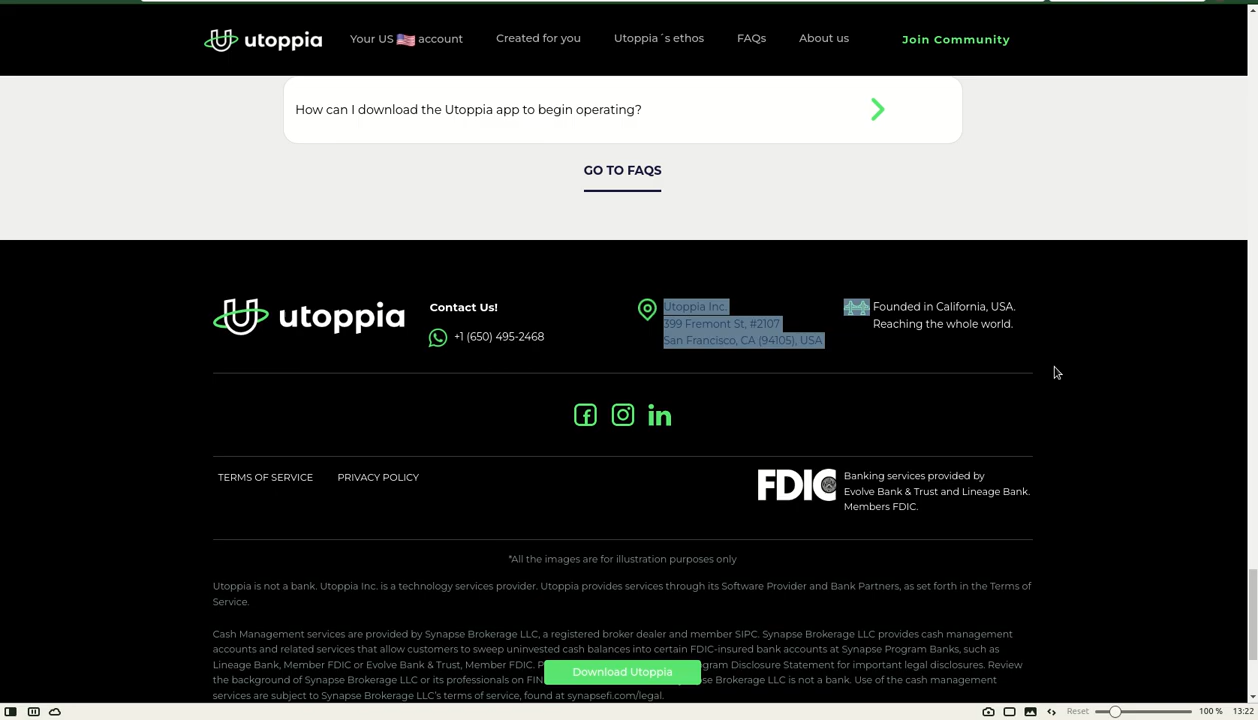 utoppia
Your US account
Created for you
Utoppia´s ethos
FAQs
About us
Join Community
How can I download the Utoppia app to begin operating?
GO TO FAQS
utoppia
Contact Us!
+1 (650) 495-2468
Utoppia Inc.
399 Fremont St, #2107
San Francisco, CA (94105), USA
Founded in California, USA.
Reaching the whole world.
TERMS OF SERVICE
PRIVACY POLICY
FDIC
Banking services provided by
Evolve Bank & Trust and Lineage Bank.
Members FDIC.
*All the images are for illustration purposes only
Utoppia is not a bank. Utoppia Inc. is a technology services provider. Utoppia provides services through its Software Provider and Bank Partners, as set forth in the Terms of
Service.
Cash Management services are provided by Synapse Brokerage LLC, a registered broker dealer and member SIPC. Synapse Brokerage LLC provides cash management
accounts and related services that allow customers to sweep uninvested cash balances into certain FDIC-insured bank accounts at Synapse Program Banks, such as
Lineage Bank, Member FDIC or Evolve Bank & Trust, Member FDIC. gram Disclosure Statement for important legal disclosures. Review
the background of Synapse Brokerage LLC or its professionals on se Brokerage LLC is not a bank. Use of the cash management
services are subject to Synapse Brokerage LLC's terms of service, found at synapsefi.com/legal.
Download Utoppia
Reset
100 %
13:22